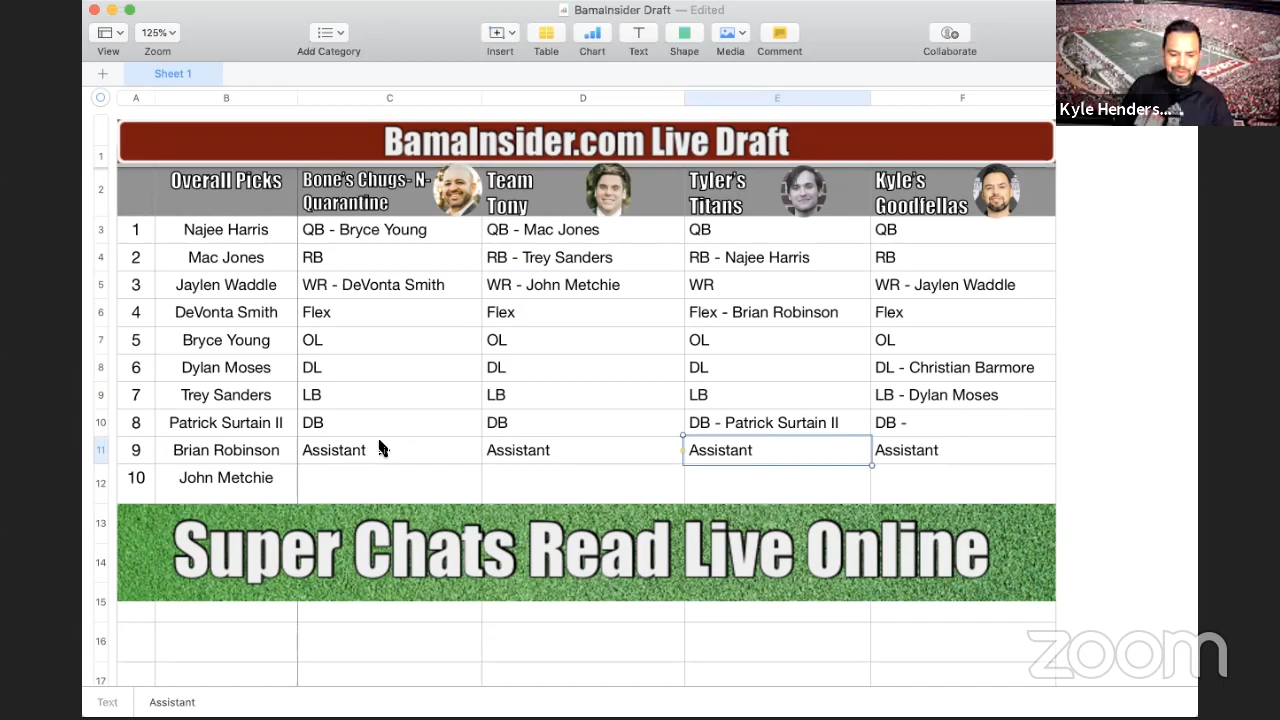 BamaInsider Draft — Edited
125%
View
Zoom
Add Category
Insert
Table
Chart
Text
Shape
Media
Comment
Collaborate
Sheet 1
Kyle Henders...
A B C D E F
1 BamaInsider.com Live Draft
2 Overall Picks Bone's Chugs-N-Quarantine Team Tony Tyler's Titans Kyle's Goodfellas
3 1 Najee Harris QB - Bryce Young QB - Mac Jones QB QB
4 2 Mac Jones RB RB - Trey Sanders RB - Najee Harris RB
5 3 Jaylen Waddle WR - DeVonta Smith WR - John Metchie WR WR - Jaylen Waddle
6 4 DeVonta Smith Flex Flex Flex - Brian Robinson Flex
7 5 Bryce Young OL OL OL OL
8 6 Dylan Moses DL DL DL DL - Christian Barmore
9 7 Trey Sanders LB LB LB LB - Dylan Moses
10 8 Patrick Surtain II DB DB DB - Patrick Surtain II DB -
11 9 Brian Robinson Assistant Assistant Assistant Assistant
12 10 John Metchie
13
14 Super Chats Read Live Online
15
16
17
zoom
Text Assistant